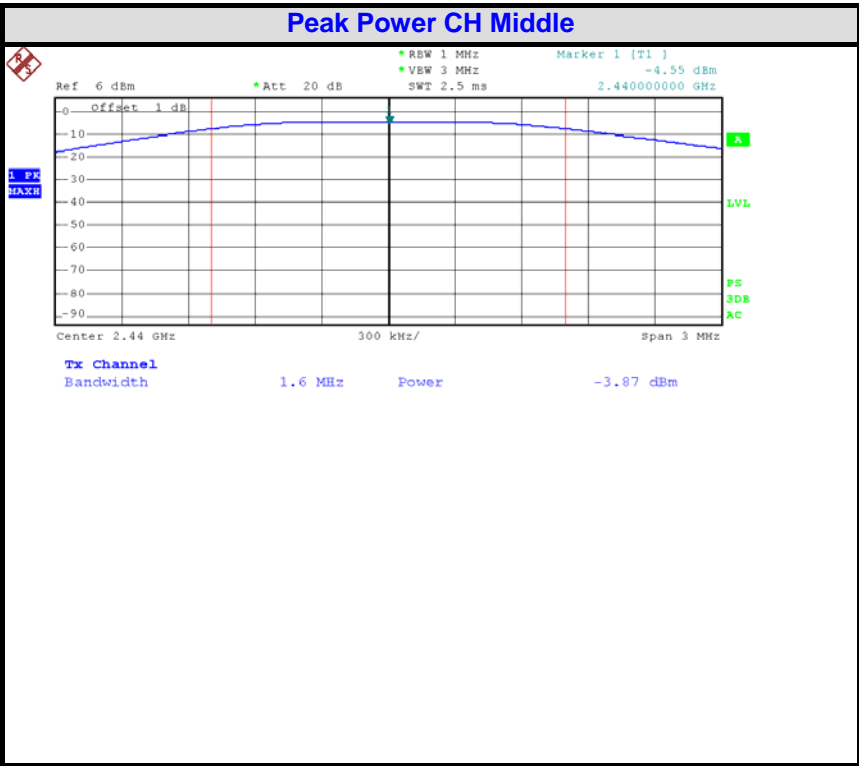 Peak Power CH Middle
R S
* RBW 1 MHz Marker 1 [T1 ]
* VBW 3 MHz -4.55 dBm
Ref 6 dBm * Att 20 dB SWT 2.5 ms 2.440000000 GHz
0 Offset 1 dB
-10
A
-20
1 PK
MAXH
-30
-40
LVL
-50
-60
-70
PS
-80
3DB
-90
AC
Center 2.44 GHz 300 kHz/ Span 3 MHz
Tx Channel
Bandwidth 1.6 MHz Power -3.87 dBm